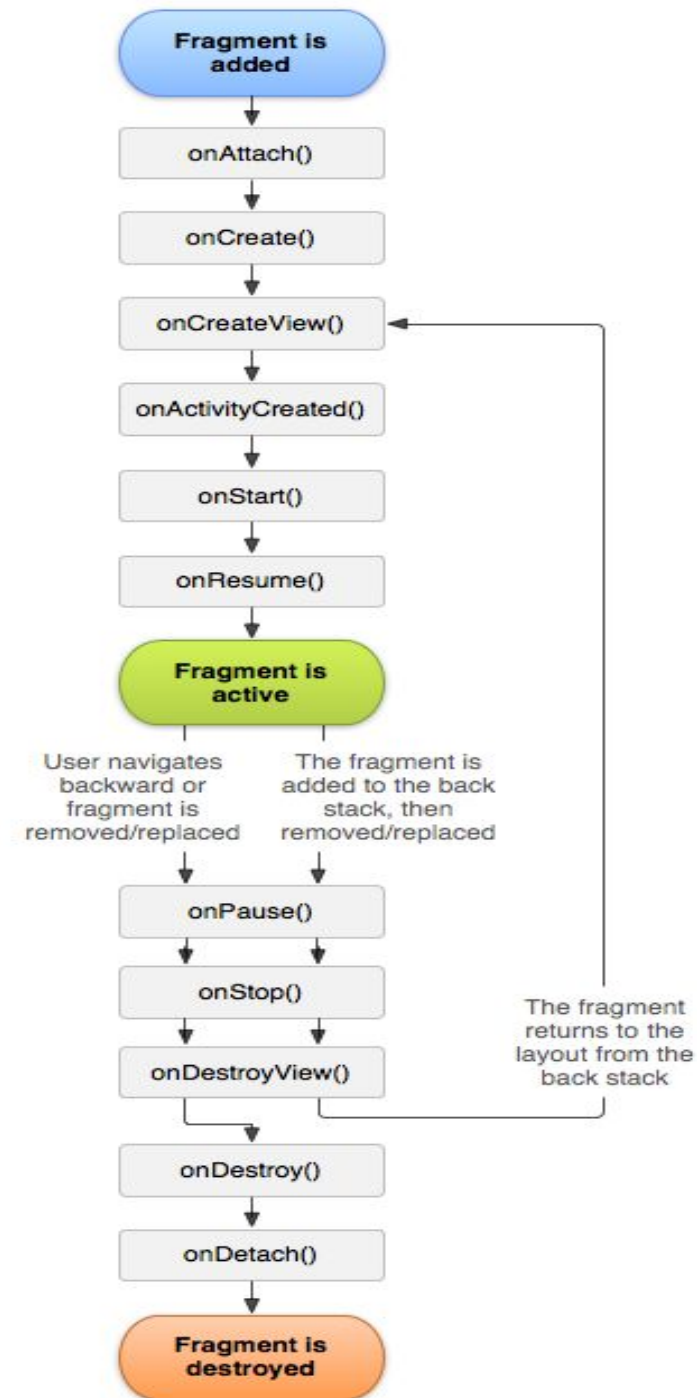 Fragment is
added
onAttach()
onCreate()
onCreateView()
onActivityCreated()
onStart()
onResume()
Fragment is
active
User navigates
backward or
fragment is
removed/replaced
The fragment is
added to the back
stack, then
removed/replaced
onPause()
onStop()
onDestroyView()
The fragment
returns to the
layout from the
back stack
onDestroy()
onDetach()
Fragment is
destroyed